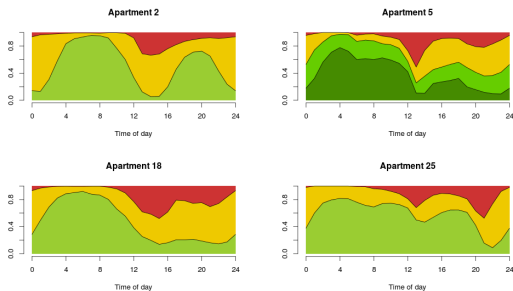 Apartment 2
0.0 0.4 0.8
0 4 8 12 16 20 24
Time of day
Apartment 5
0.0 0.4 0.8
0 4 8 12 16 20 24
Time of day
Apartment 18
0.0 0.4 0.8
0 4 8 12 16 20 24
Time of day
Apartment 25
0.0 0.4 0.8
0 4 8 12 16 20 24
Time of day